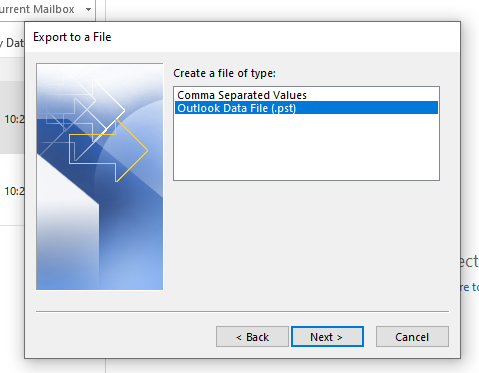 urrent Mailbox
y Dat
Export to a File
Create a file of type:
Comma Separated Values
Outlook Data File (.pst)
10:2
10:2
ect
re to
< Back
Next >
Cancel